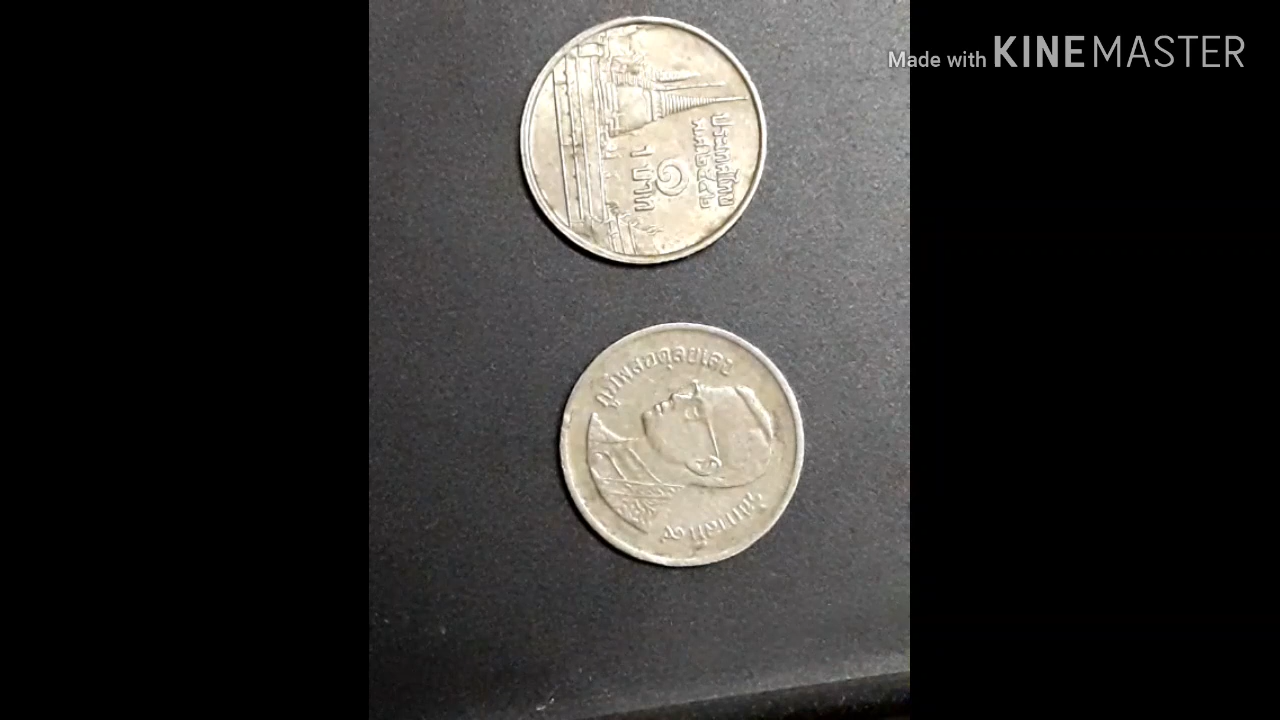 Made with KINEMASTER
ประเทศไทย
พ.ศ.๒๕๔๒
๑
๑ บาท
ภูมิพลอดุลยเดช
รัชกาลที่ ๙